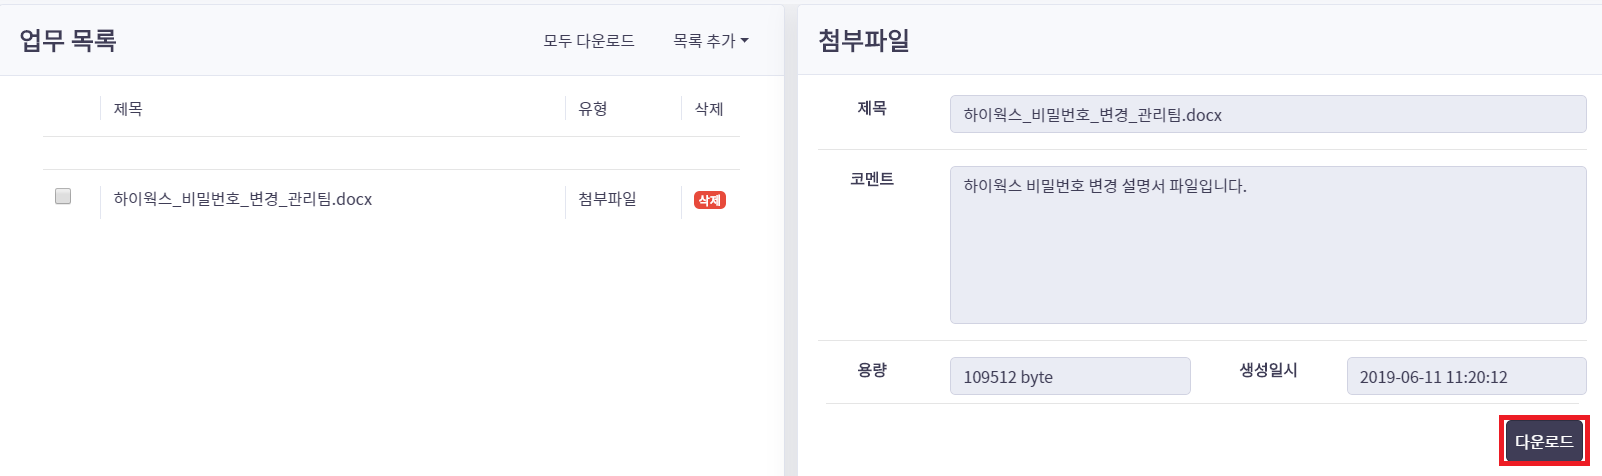 업무 목록
모두 다운로드 목록 추가
제목 유형 삭제
하이웍스_비밀번호_변경_관리팀.docx 첨부파일 삭제
첨부파일
제목 하이웍스_비밀번호_변경_관리팀.docx
코멘트 하이웍스 비밀번호 변경 설명서 파일입니다.
용량 109512 byte 생성일시 2019-06-11 11:20:12
다운로드